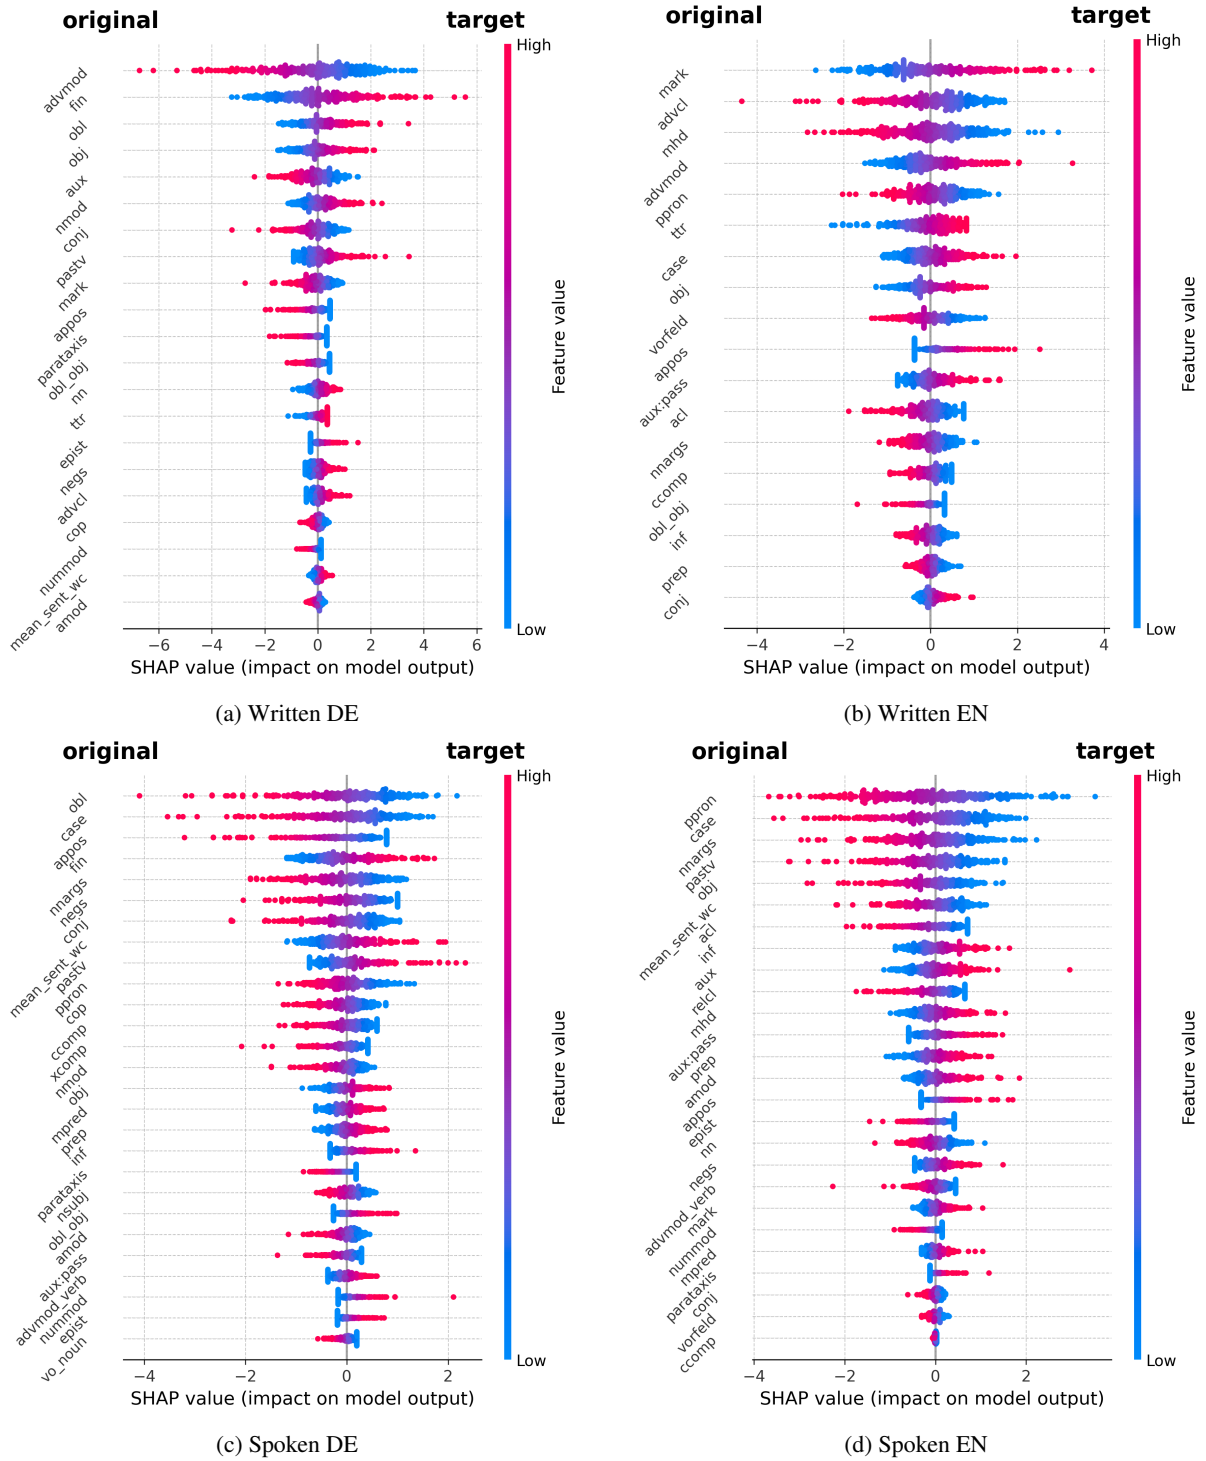 original
target
High
advmod
fin
obl
obj
aux
nmod
conj
pastv
mark
appos
parataxis
obl_obj
nn
ttr
epist
negs
advcl
cop
nummod
mean_sent_wc
amod
Feature value
Low
−6 −4 −2 0 2 4 6
SHAP value (impact on model output)
(a) Written DE
original
target
High
mark
advcl
mhd
advmod
ppron
ttr
case
obj
vorfeld
appos
aux:pass
acl
nnargs
ccomp
obl_obj
inf
prep
conj
Feature value
Low
−4 −2 0 2 4
SHAP value (impact on model output)
(b) Written EN
original
target
High
obl
case
appos
fin
nnargs
negs
conj
mean_sent_wc
pastv
ppron
cop
ccomp
xcomp
nmod
obj
mpred
prep
inf
parataxis
nsubj
obl_obj
amod
aux:pass
advmod_verb
nummod
epist
vo_noun
Feature value
Low
−4 −2 0 2
SHAP value (impact on model output)
(c) Spoken DE
original
target
High
ppron
case
nnargs
pastv
obj
mean_sent_wc
acl
inf
aux
relcl
mhd
aux:pass
prep
amod
appos
epist
nn
negs
advmod_verb
mark
nummod
mpred
parataxis
conj
vorfeld
ccomp
Feature value
Low
−4 −2 0 2
SHAP value (impact on model output)
(d) Spoken EN